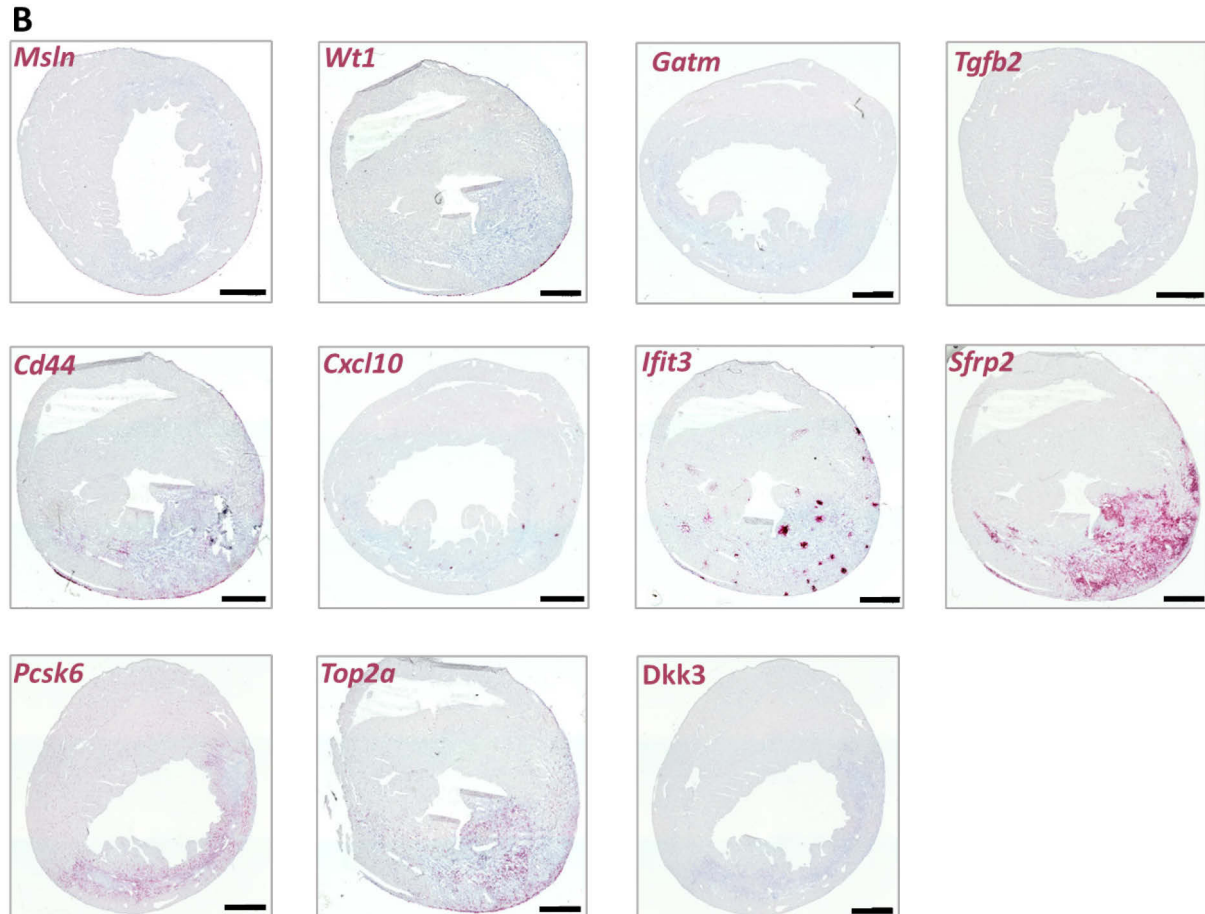 B
Msln
Wt1
Gatm
Tgfb2
Cd44
Cxcl10
Ifit3
Sfrp2
Pcsk6
Top2a
Dkk3